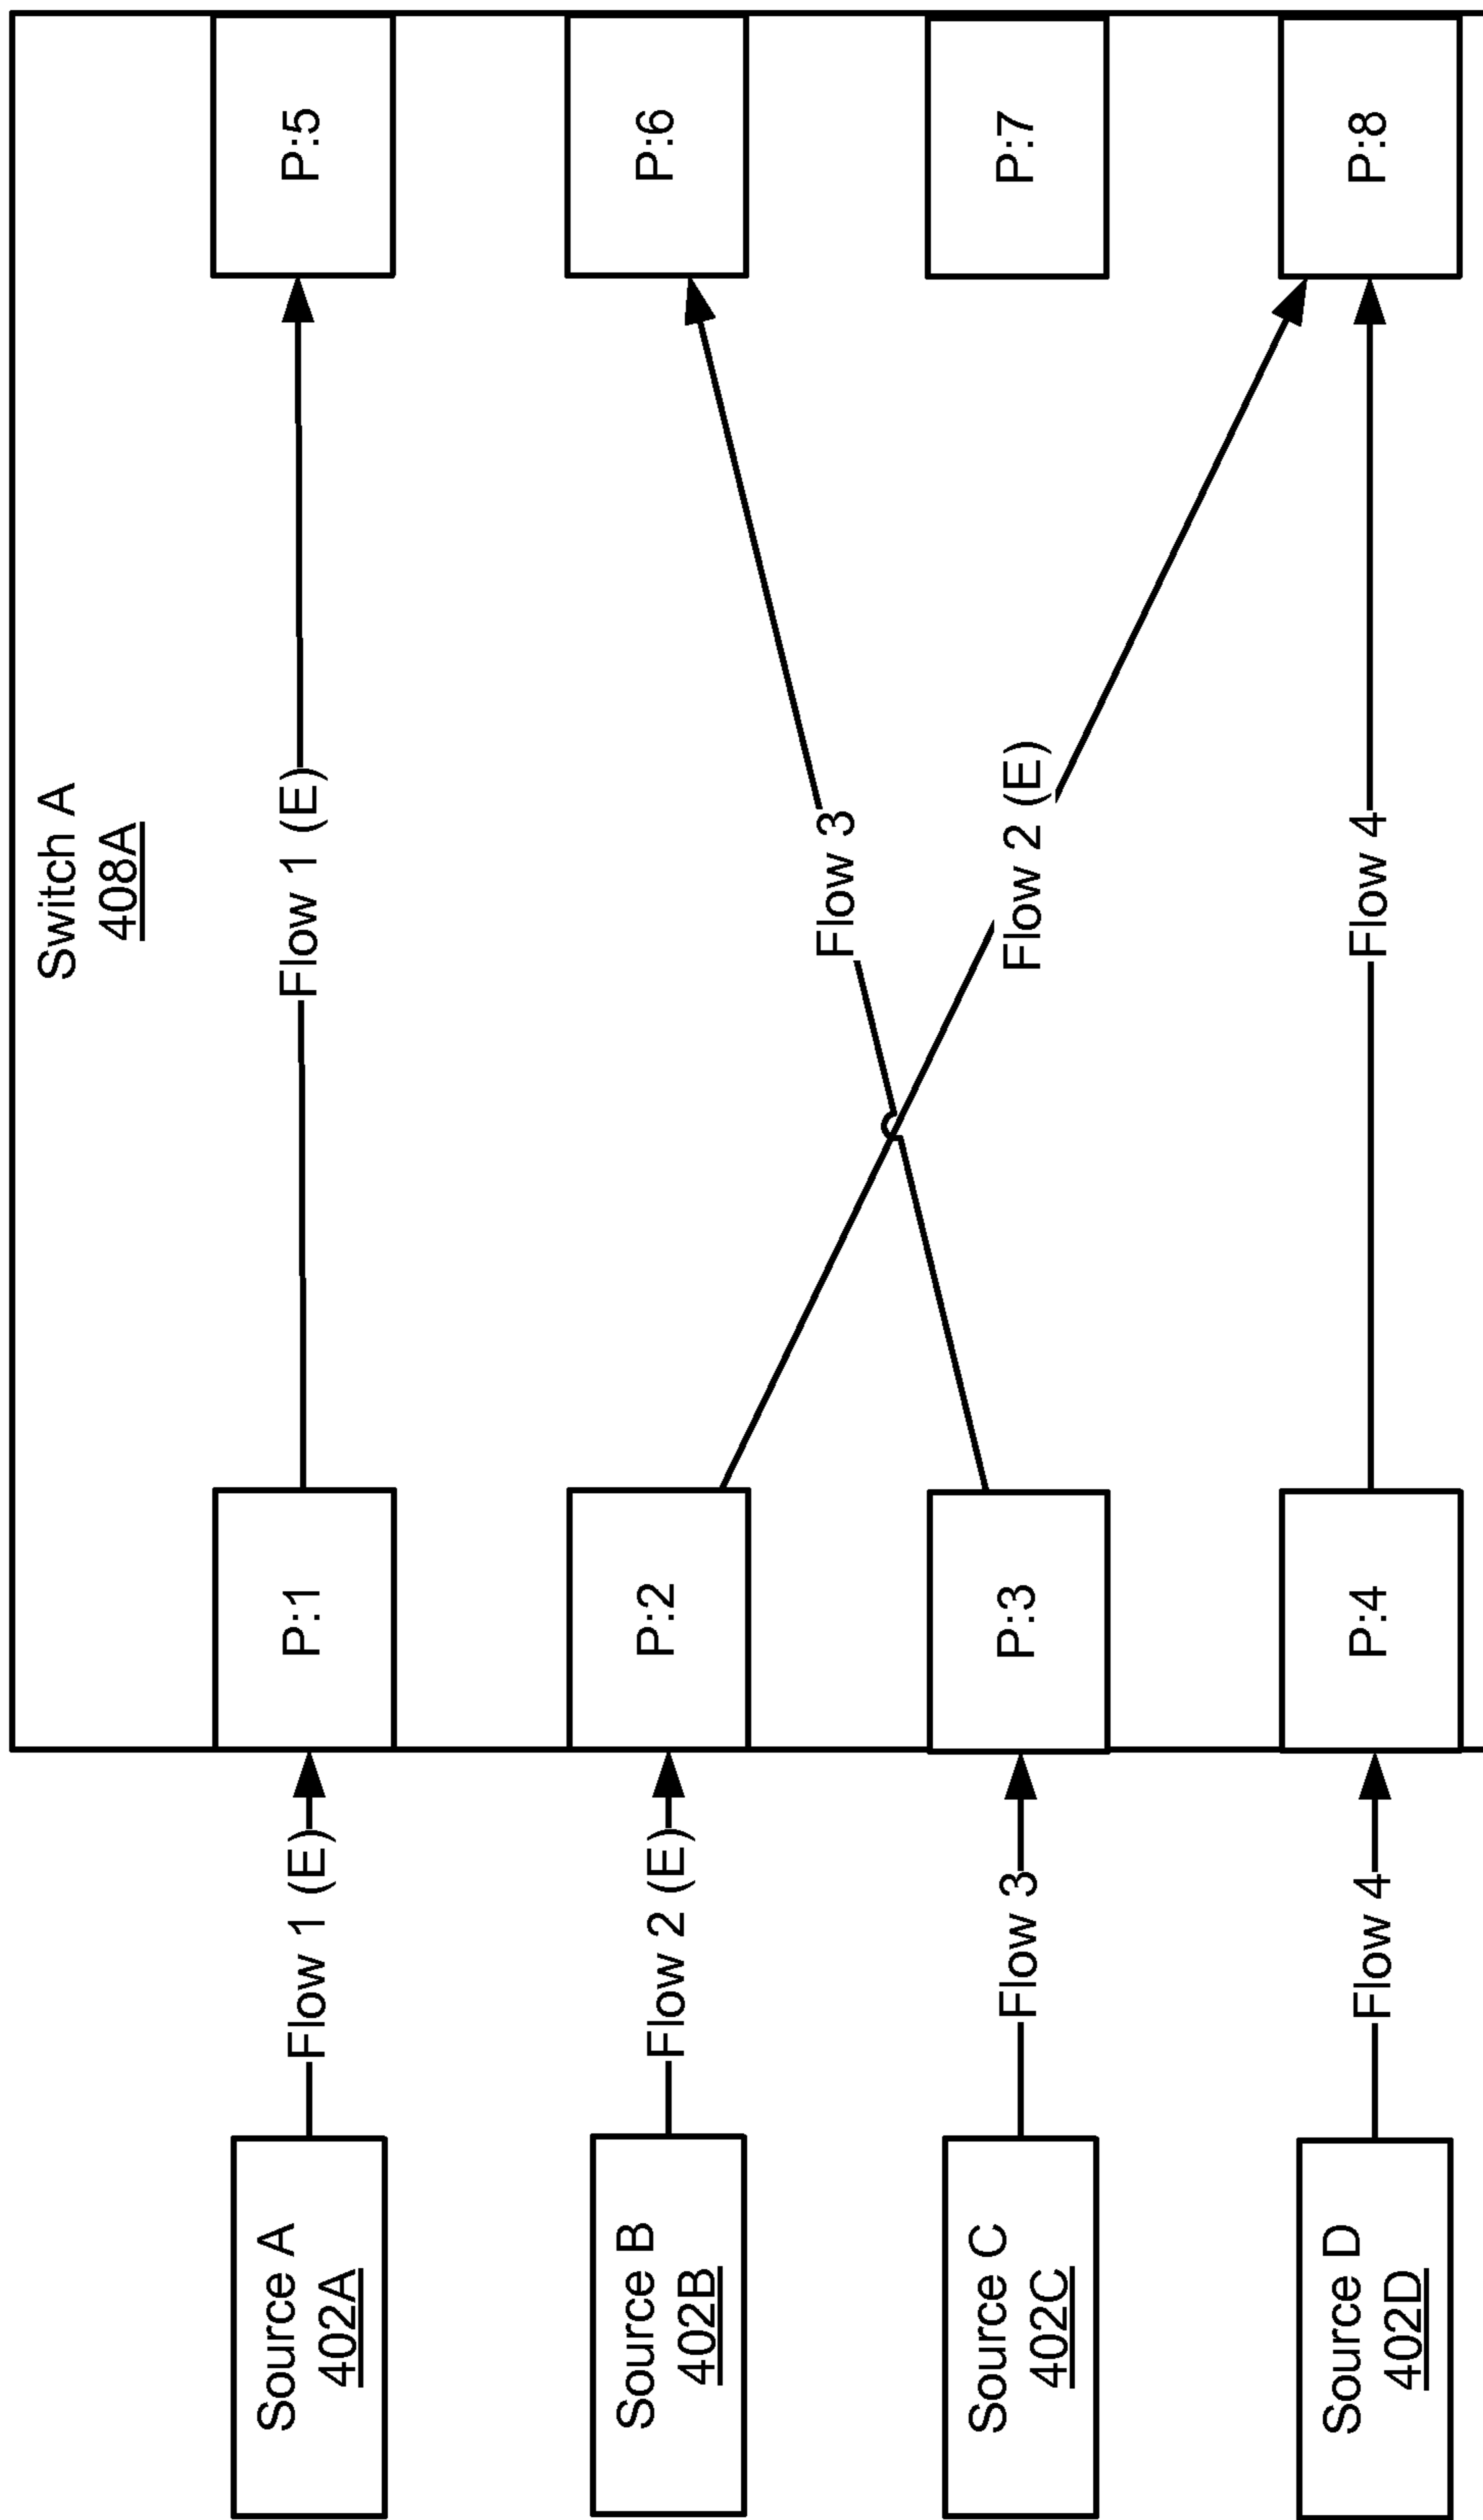 Switch A
408A
Source A
402A
Flow 1 (E)
P:1
Flow 1 (E)
P:5
Source B
402B
Flow 2 (E)
P:2
Flow 3
P:6
Source C
402C
Flow 3
P:3
Flow 2 (E)
P:7
Source D
402D
Flow 4
P:4
Flow 4
P:8